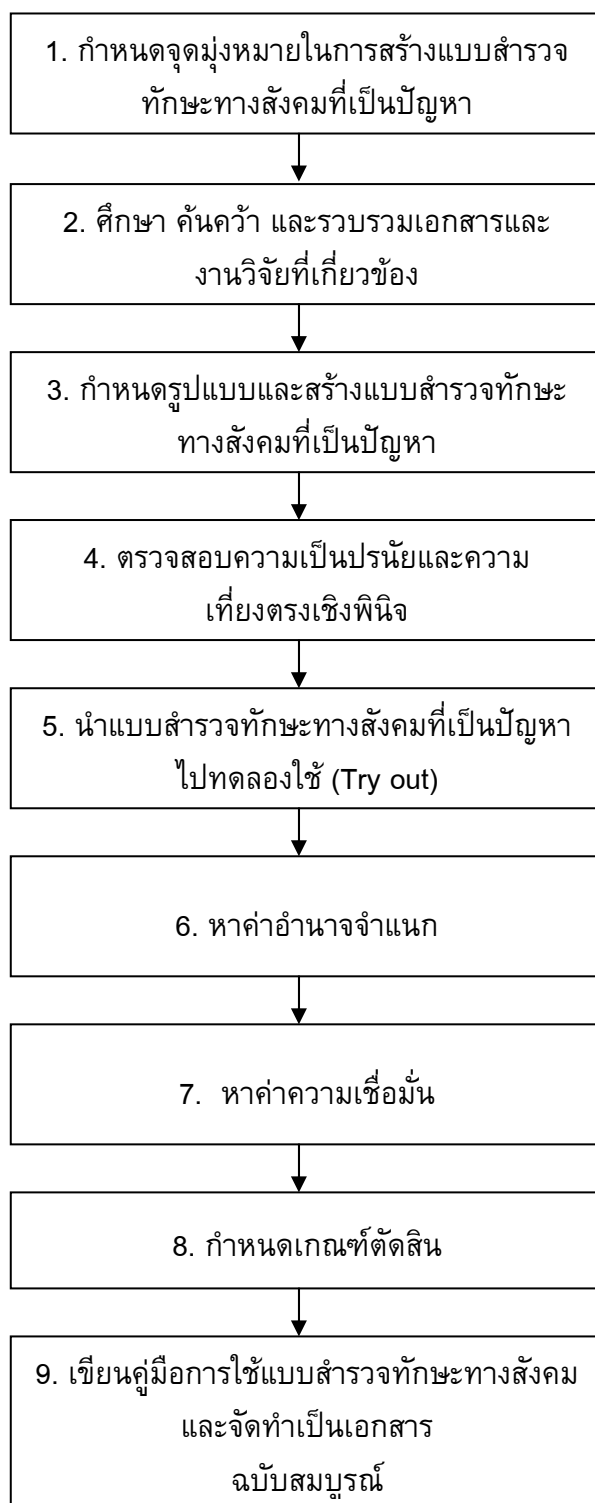 1. กำหนดจุดมุ่งหมายในการสร้างแบบสำรวจ
ทักษะทางสังคมที่เป็นปัญหา
2. ศึกษา ค้นคว้า และรวบรวมเอกสารและ
งานวิจัยที่เกี่ยวข้อง
3. กำหนดรูปแบบและสร้างแบบสำรวจทักษะ
ทางสังคมที่เป็นปัญหา
4. ตรวจสอบความเป็นปรนัยและความ
เที่ยงตรงเชิงพินิจ
5. นำแบบสำรวจทักษะทางสังคมที่เป็นปัญหา
ไปทดลองใช้ (Try out)
6. หาค่าอำนาจจำแนก
7. หาค่าความเชื่อมั่น
8. กำหนดเกณฑ์ตัดสิน
9. เขียนคู่มือการใช้แบบสำรวจทักษะทางสังคม
และจัดทำเป็นเอกสาร
ฉบับสมบูรณ์